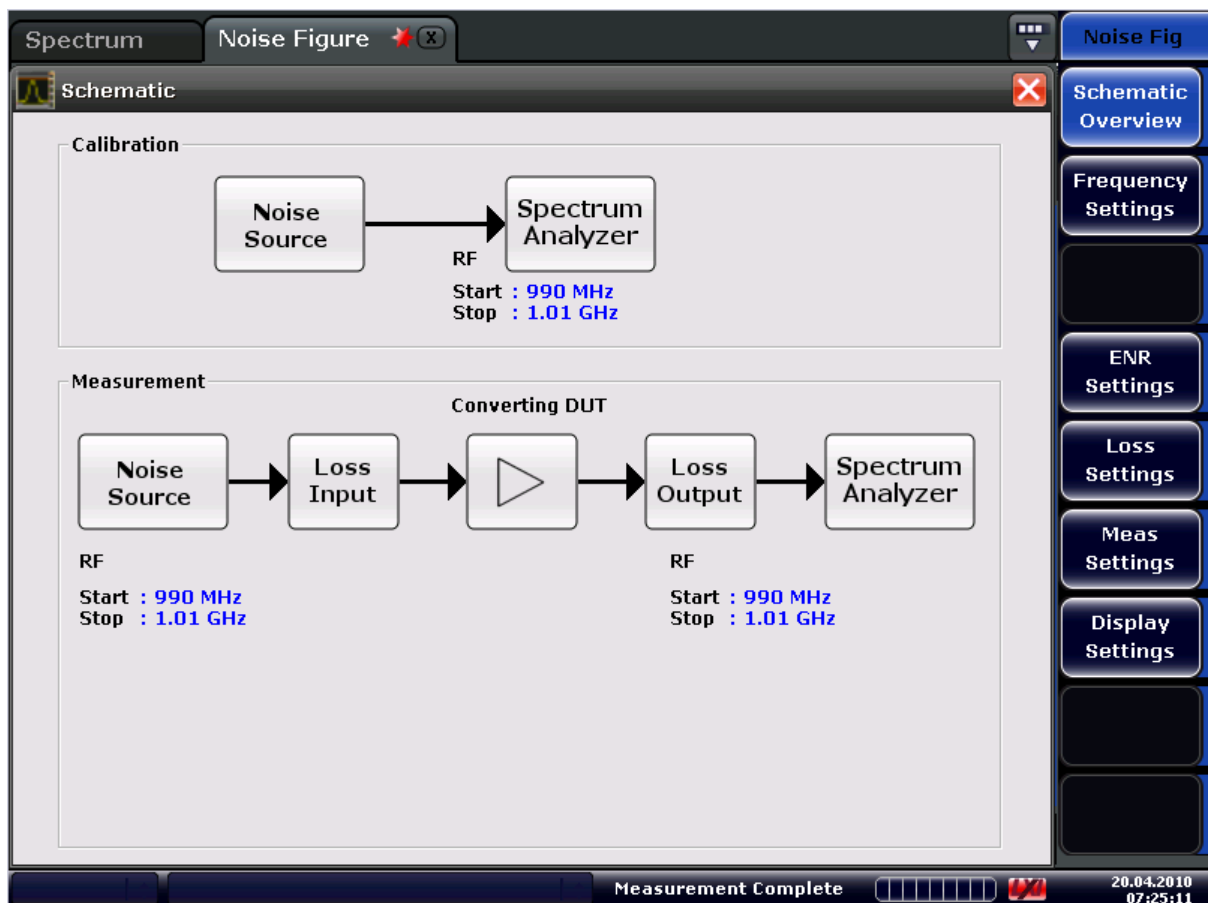 Spectrum
Noise Figure
X
Noise Fig
Schematic
Schematic
Overview
Frequency
Settings
ENR
Settings
Loss
Settings
Meas
Settings
Display
Settings
Calibration
Noise
Source
Spectrum
Analyzer
RF
Start : 990 MHz
Stop : 1.01 GHz
Measurement
Converting DUT
Noise
Source
Loss
Input
Loss
Output
Spectrum
Analyzer
RF
Start : 990 MHz
Stop : 1.01 GHz
RF
Start : 990 MHz
Stop : 1.01 GHz
Measurement Complete
LXI
20.04.2010
07:25:11